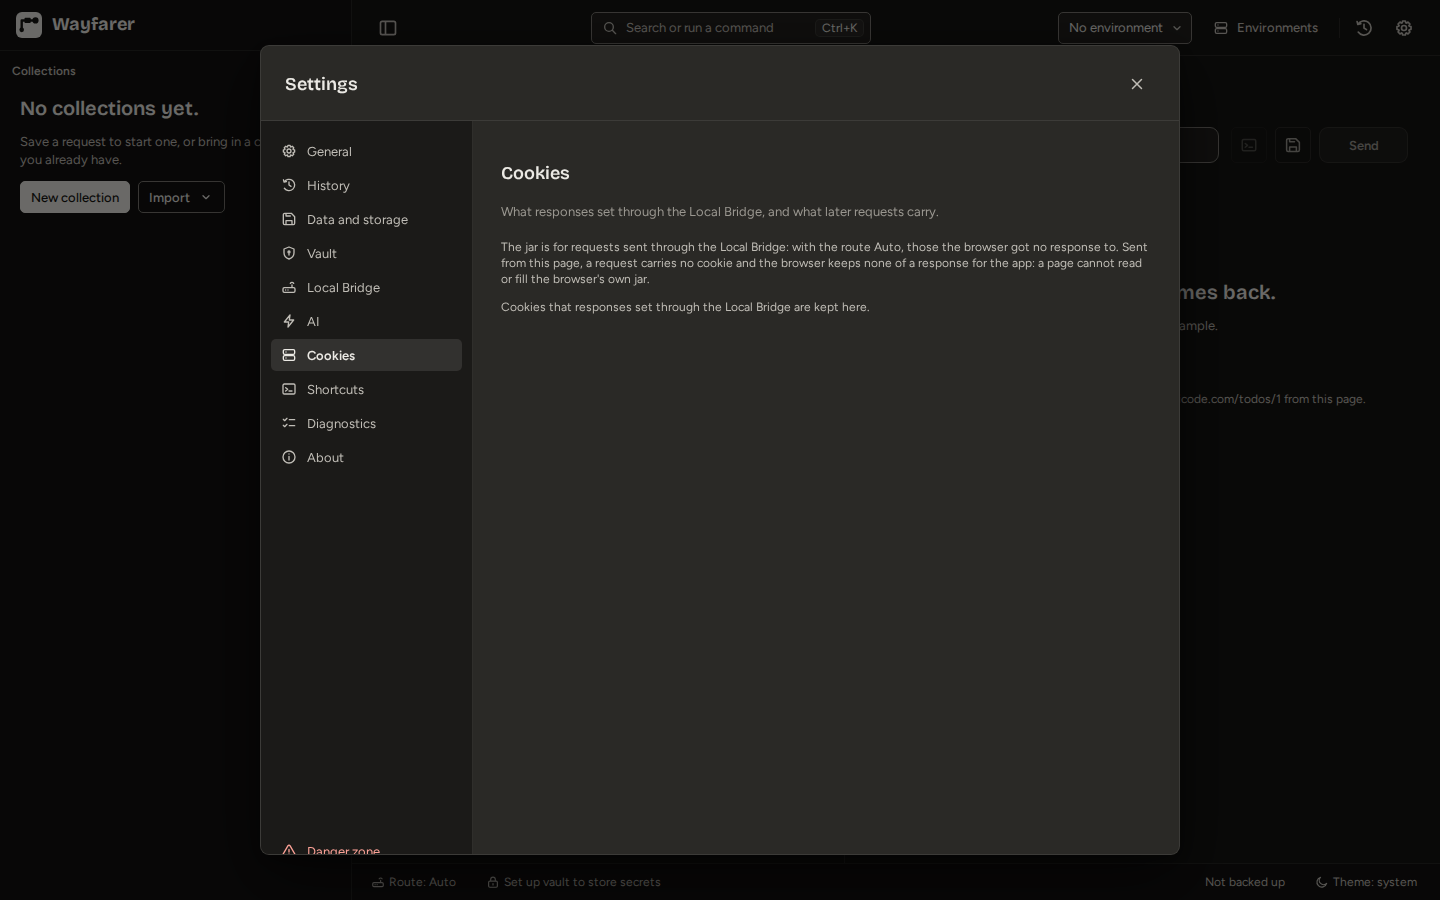 Wayfarer
Search or run a command
Ctrl+K
No environment
Environments
Collections
No collections yet.
Save a request to start one, or bring in a
you already have.
New collection
Import
Send
mes back.
ample.
code.com/todos/1 from this page.
Settings
General
History
Data and storage
Vault
Local Bridge
AI
Cookies
Shortcuts
Diagnostics
About
Danger zone
Cookies
What responses set through the Local Bridge, and what later requests carry.
The jar is for requests sent through the Local Bridge: with the route Auto, those the browser got no response to. Sent
from this page, a request carries no cookie and the browser keeps none of a response for the app: a page cannot read
or fill the browser's own jar.
Cookies that responses set through the Local Bridge are kept here.
Route: Auto
Set up vault to store secrets
Not backed up
Theme: system